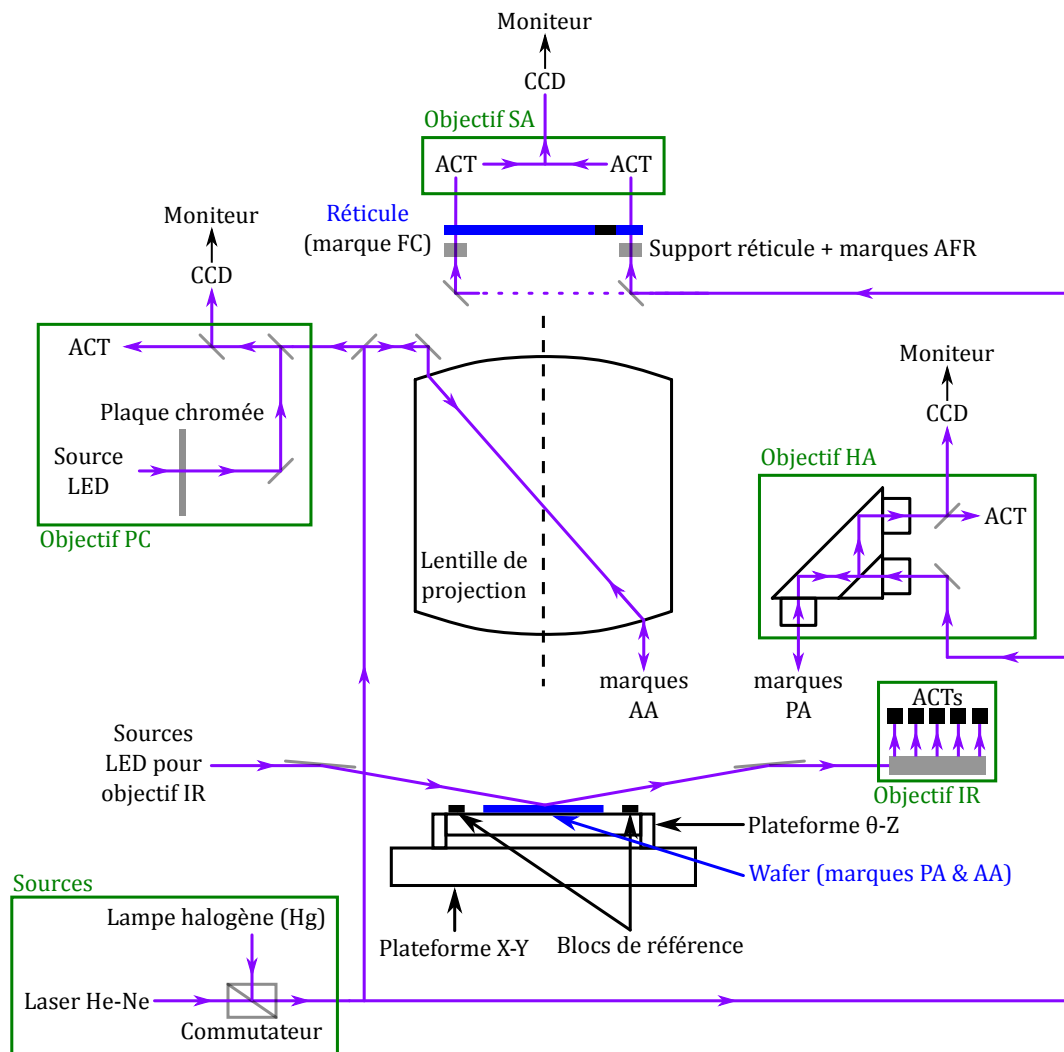 Moniteur
CCD
Objectif SA
ACT
ACT
Réticule
(marque FC)
Support réticule + marques AFR
Moniteur
CCD
ACT
Plaque chromée
Source
LED
Objectif PC
Moniteur
CCD
Objectif HA
ACT
Lentille de
projection
marques
AA
marques
PA
ACTs
Objectif IR
Sources
LED pour
objectif IR
Plateforme θ-Z
Wafer (marques PA & AA)
Plateforme X-Y
Blocs de référence
Sources
Lampe halogène (Hg)
Laser He-Ne
Commutateur